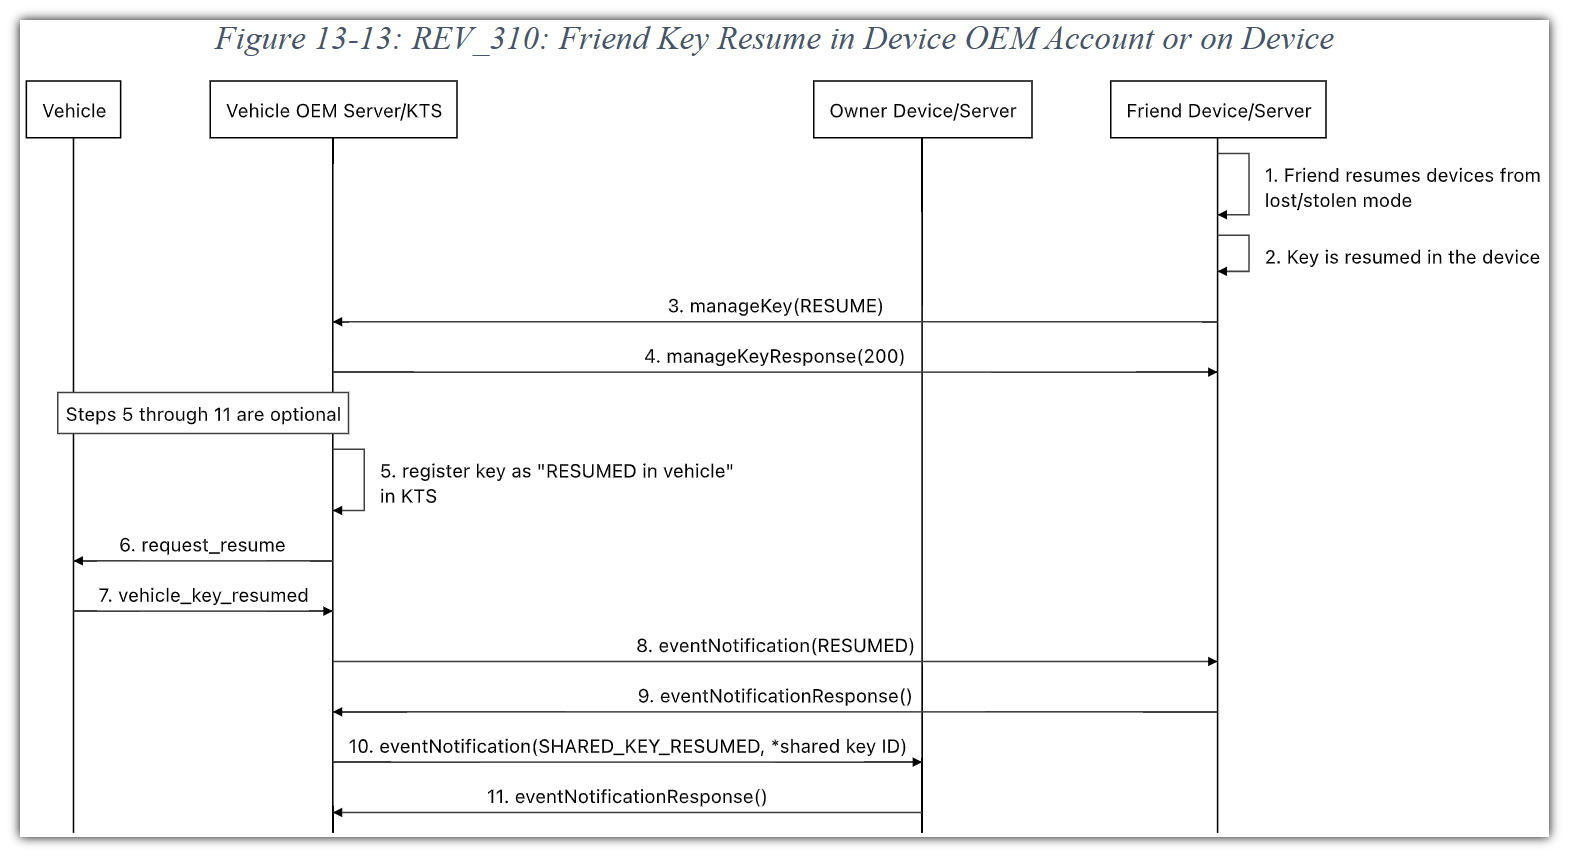 Figure 13-13: REV_310: Friend Key Resume in Device OEM Account or on Device
Vehicle
Vehicle OEM Server/KTS
Owner Device/Server
Friend Device/Server
1. Friend resumes devices from
lost/stolen mode
2. Key is resumed in the device
3. manageKey(RESUME)
4. manageKeyResponse(200)
Steps 5 through 11 are optional
5. register key as "RESUMED in vehicle"
in KTS
6. request_resume
7. vehicle_key_resumed
8. eventNotification(RESUMED)
9. eventNotificationResponse()
10. eventNotification(SHARED_KEY_RESUMED, *shared key ID)
11. eventNotificationResponse()